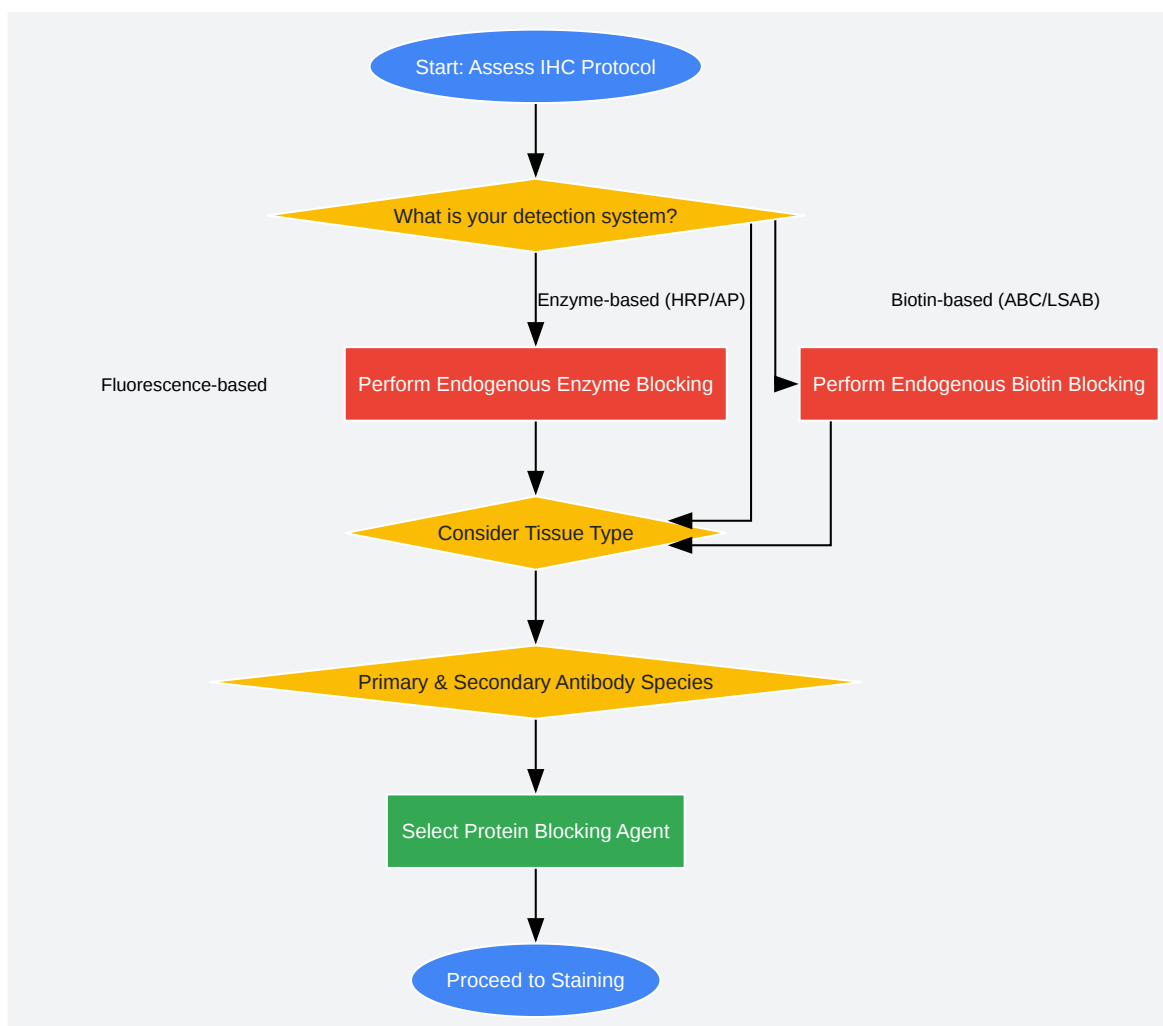 Start: Assess IHC Protocol
What is your detection system?
Enzyme-based (HRP/AP)
Biotin-based (ABC/LSAB)
Fluorescence-based
Perform Endogenous Enzyme Blocking
Perform Endogenous Biotin Blocking
Consider Tissue Type
Primary & Secondary Antibody Species
Select Protein Blocking Agent
Proceed to Staining